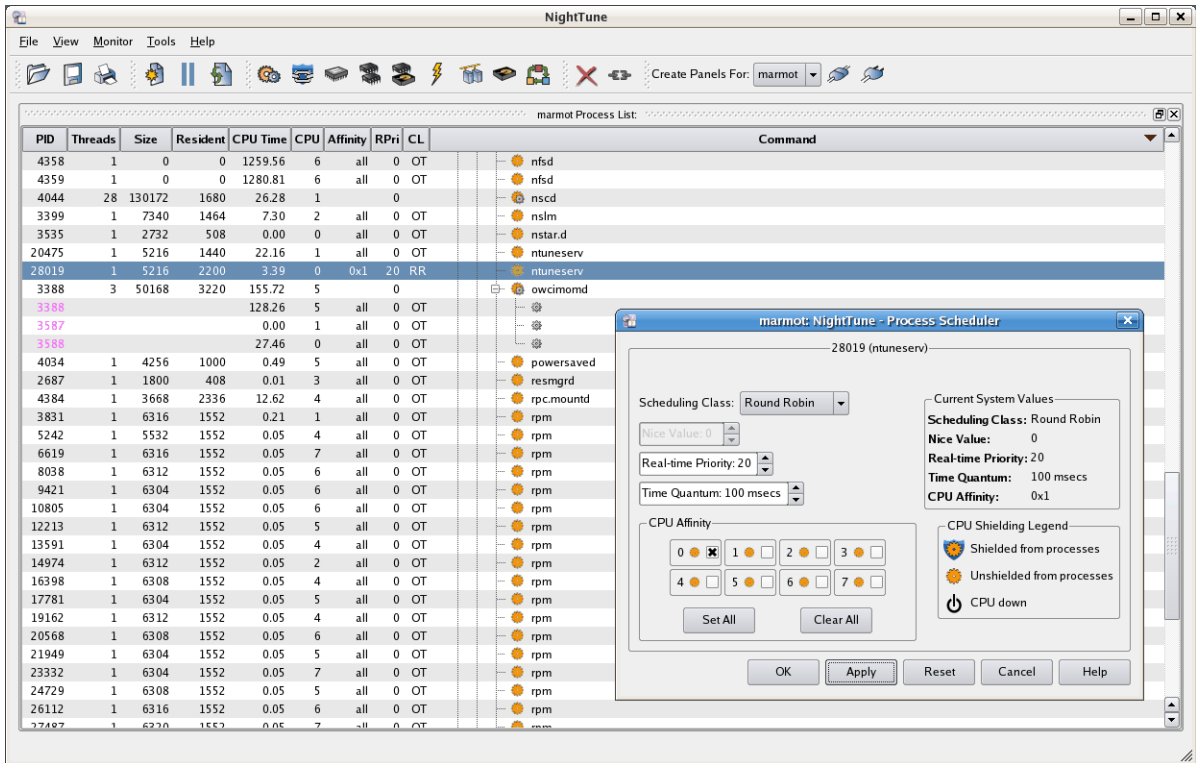 NightTune
File View Monitor Tools Help
Create Panels For: marmot
marmot Process List:
PID Threads Size Resident CPU Time CPU Affinity RPri CL Command
4358 1 0 0 1259.56 6 all 0 OT nfsd
4359 1 0 0 1280.81 6 all 0 OT nfsd
4044 28 130172 1680 26.28 1 0 nscd
3399 1 7340 1464 7.30 2 all 0 OT nslm
3535 1 2732 508 0.00 0 all 0 OT nstar.d
20475 1 5216 1440 22.16 1 all 0 OT ntuneserv
28019 1 5216 2200 3.39 0 0x1 20 RR ntuneserv
3388 3 50168 3220 155.72 5 0 owcimomd
3388 128.26 5 all 0 OT
3587 0.00 1 all 0 OT
3588 27.46 0 all 0 OT
4034 1 4256 1000 0.49 5 all 0 OT powersaved
2687 1 1800 408 0.01 3 all 0 OT resmgrd
4384 1 3668 2336 12.62 4 all 0 OT rpc.mountd
3831 1 6316 1552 0.21 1 all 0 OT rpm
5242 1 5532 1552 0.05 4 all 0 OT rpm
6619 1 6316 1552 0.05 7 all 0 OT rpm
8038 1 6312 1552 0.05 6 all 0 OT rpm
9421 1 6304 1552 0.05 6 all 0 OT rpm
10805 1 6304 1552 0.05 6 all 0 OT rpm
12213 1 6312 1552 0.05 5 all 0 OT rpm
13591 1 6304 1552 0.05 4 all 0 OT rpm
14974 1 6312 1552 0.05 2 all 0 OT rpm
16398 1 6308 1552 0.05 4 all 0 OT rpm
17781 1 6304 1552 0.05 5 all 0 OT rpm
19162 1 6312 1552 0.05 4 all 0 OT rpm
20568 1 6308 1552 0.05 6 all 0 OT rpm
21949 1 6304 1552 0.05 5 all 0 OT rpm
23332 1 6304 1552 0.05 7 all 0 OT rpm
24729 1 6308 1552 0.05 5 all 0 OT rpm
26112 1 6316 1552 0.05 6 all 0 OT rpm
27487 1 6320 1552 0.05 7 all 0 OT rpm
marmot: NightTune - Process Scheduler
28019 (ntuneserv)
Scheduling Class: Round Robin
Nice Value: 0
Real-time Priority: 20
Time Quantum: 100 msecs
Current System Values
Scheduling Class: Round Robin
Nice Value: 0
Real-time Priority: 20
Time Quantum: 100 msecs
CPU Affinity: 0x1
CPU Affinity
0 1 2 3
4 5 6 7
Set All Clear All
CPU Shielding Legend
Shielded from processes
Unshielded from processes
CPU down
OK Apply Reset Cancel Help